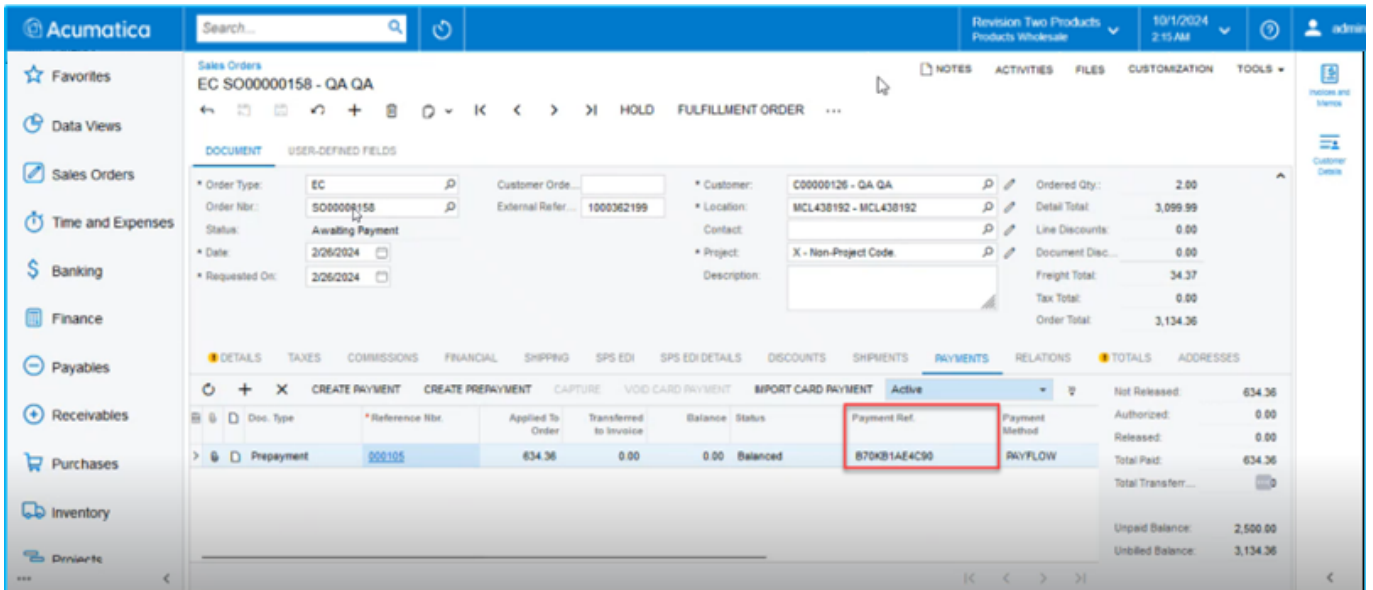 Acumatica Search... Revision Two Products Products Wholesale 10/1/2024 2:15 AM admin
Favorites
Data Views
Sales Orders
Time and Expenses
Banking
Finance
Payables
Receivables
Purchases
Inventory
Projects
Sales Orders
EC SO00000158 - QA QA
NOTES ACTIVITIES FILES CUSTOMIZATION TOOLS
HOLD FULFILLMENT ORDER ...
DOCUMENT USER-DEFINED FIELDS
* Order Type: EC
Order Nbr.: SO00000158
Status: Awaiting Payment
* Date: 2/26/2024
* Requested On: 2/26/2024
Customer Orde...
External Refer... 1000362199
* Customer: C00000126 - QA QA
* Location: MCL438192 - MCL438192
Contact:
* Project: X - Non-Project Code.
Description:
Ordered Qty.: 2.00
Detail Total: 3,099.99
Line Discounts: 0.00
Document Disc... 0.00
Freight Total: 34.37
Tax Total: 0.00
Order Total: 3,134.36
DETAILS TAXES COMMISSIONS FINANCIAL SHIPPING SPS EDI SPS EDI DETAILS DISCOUNTS SHIPMENTS PAYMENTS RELATIONS TOTALS ADDRESSES
CREATE PAYMENT CREATE PREPAYMENT CAPTURE VOID CARD PAYMENT IMPORT CARD PAYMENT Active
Doc. Type * Reference Nbr. Applied To Order Transferred to Invoice Balance Status Payment Ref. Payment Method
Prepayment 000105 634.36 0.00 0.00 Balanced B70KB1AE4C90 PAYFLOW
Not Released: 634.36
Authorized: 0.00
Released: 0.00
Total Paid: 634.36
Total Transferr...
Unpaid Balance: 2,500.00
Unbilled Balance: 3,134.36
Invoices and
Memos
Customer
Details